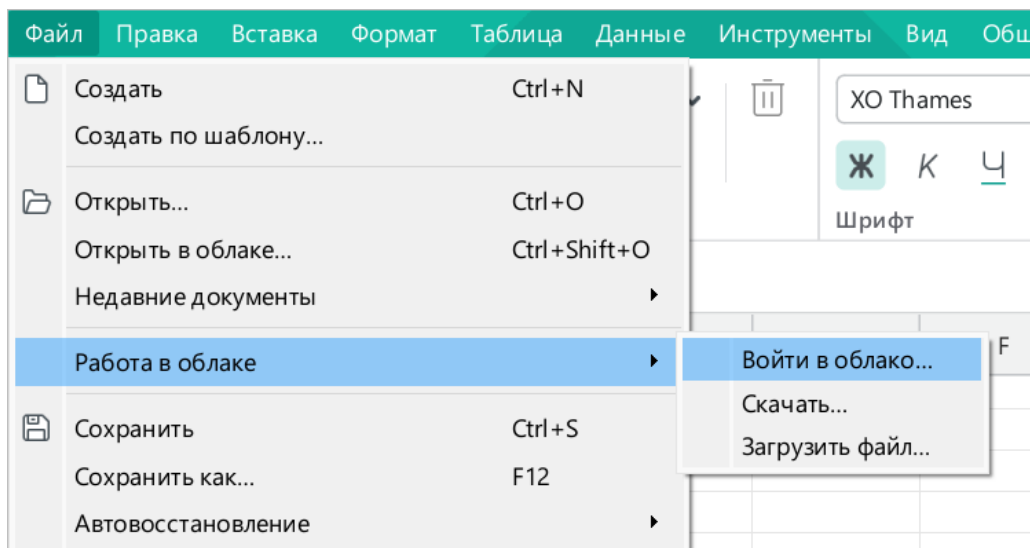 Файл Правка Вставка Формат Таблица Данные Инструменты Вид Общ
Создать Ctrl+N
Создать по шаблону...
Открыть... Ctrl+O
Открыть в облаке... Ctrl+Shift+O
Недавние документы
Работа в облаке
Сохранить Ctrl+S
Сохранить как... F12
Автовосстановление
Войти в облако...
Скачать...
Загрузить файл...
XO Thames
Ж К Ч
Шрифт
F